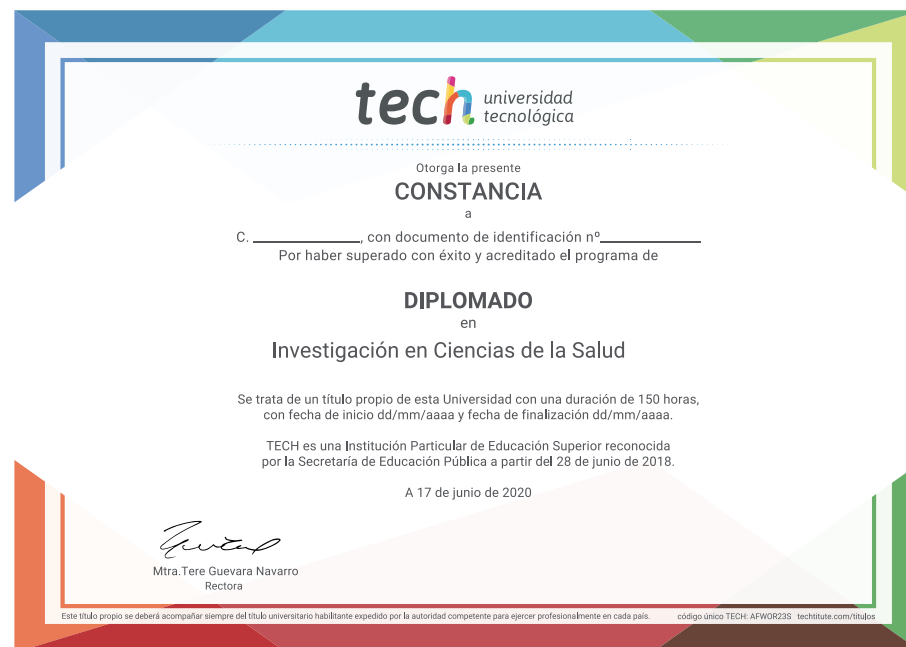 tech universidad
tecnológica
Otorga la presente
CONSTANCIA
a
C. ______________, con documento de identificación nº_____________
Por haber superado con éxito y acreditado el programa de
DIPLOMADO
en
Investigación en Ciencias de la Salud
Se trata de un título propio de esta Universidad con una duración de 150 horas,
con fecha de inicio dd/mm/aaaa y fecha de finalización dd/mm/aaaa.
TECH es una Institución Particular de Educación Superior reconocida
por la Secretaría de Educación Pública a partir del 28 de junio de 2018.
A 17 de junio de 2020
Mtra.Tere Guevara Navarro
Rectora
Este título propio se deberá acompañar siempre del título universitario habilitante expedido por la autoridad competente para ejercer profesionalmente en cada país. código único TECH: AFWOR23S techtitute.com/titulos